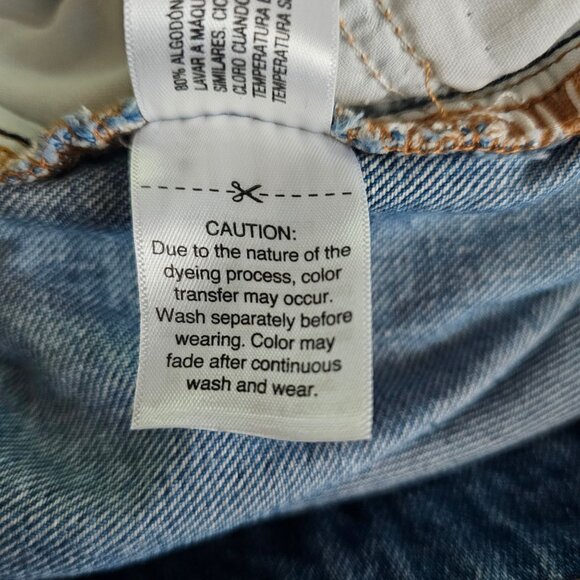 80% ALGODÓN
LAVAR A MÁQU
SIMILARES. CIC
CLORO CUANDO
TEMPERATURA
TEMPERATURA S
CAUTION:
Due to the nature of the
dyeing process, color
transfer may occur.
Wash separately before
wearing. Color may
fade after continuous
wash and wear.